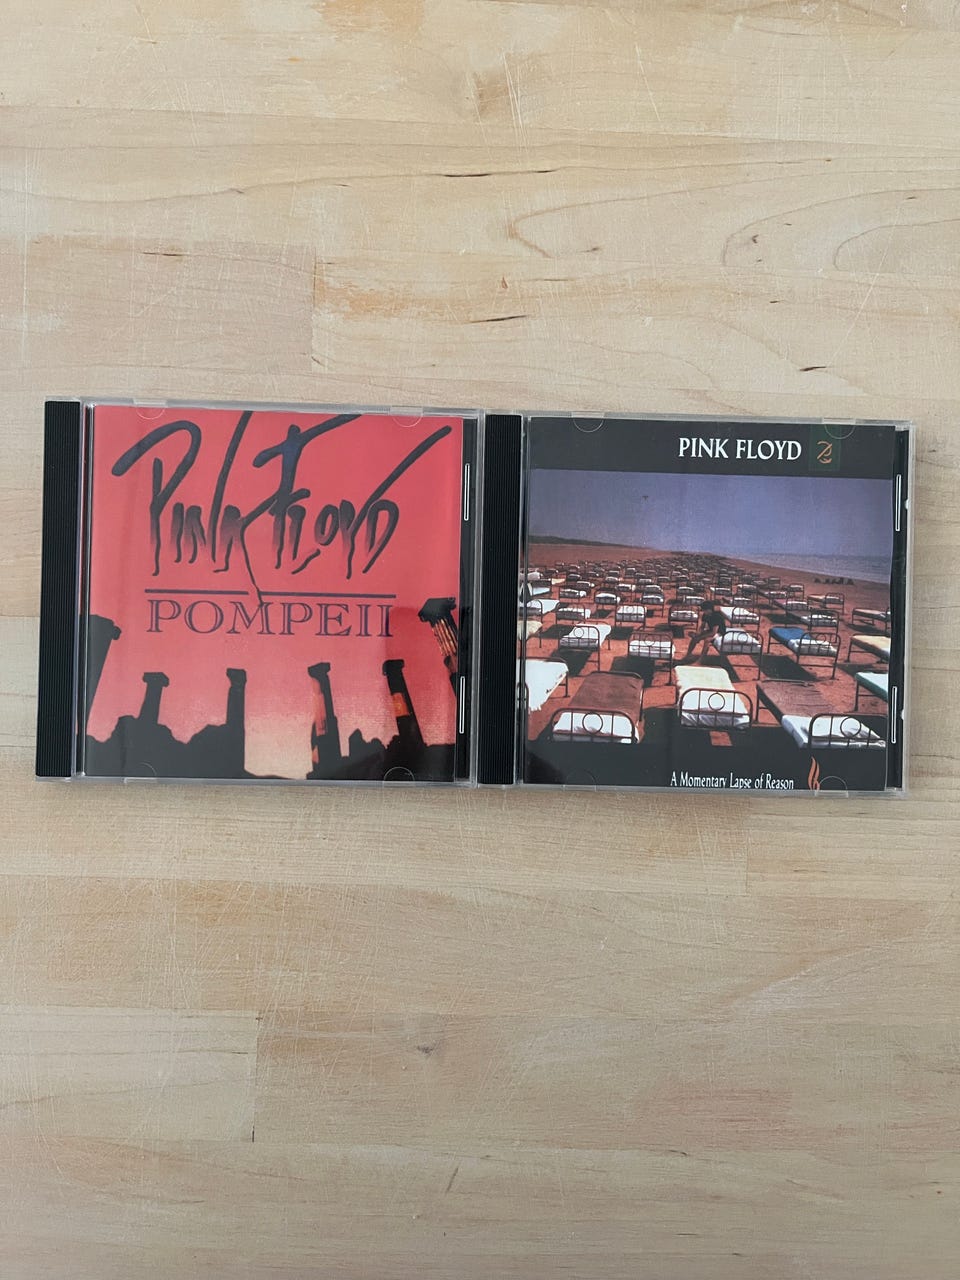 PINK FLOYD
POMPEII
PINK FLOYD
A Momentary Lapse of Reason